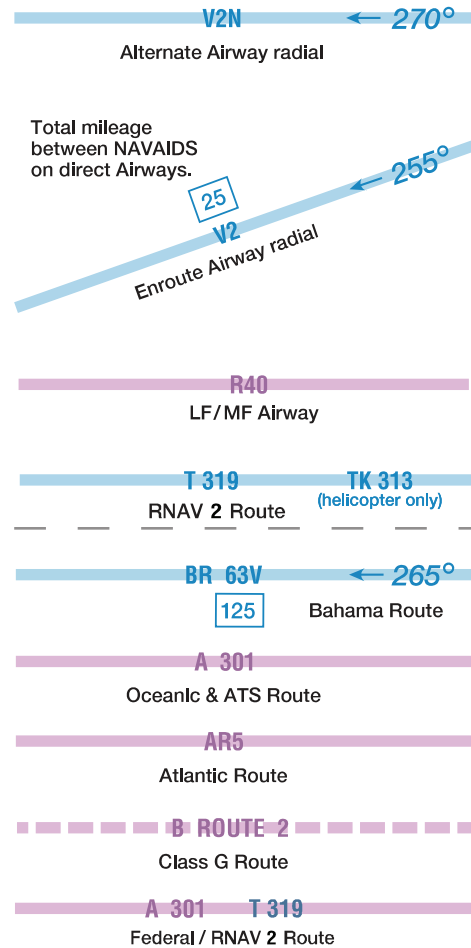 V2N ← 270°
Alternate Airway radial
Total mileage
between NAVAIDS
on direct Airways.
← 255°
25
V2
Enroute Airway radial
R40
LF/MF Airway
T 319 TK 313
RNAV 2 Route (helicopter only)
BR 63V ← 265°
125 Bahama Route
A 301
Oceanlc & ATS Route
AR5
Atlantic Route
B ROUTE 2
Class G Route
A 301 T 319
Federal / RNAV 2 Route